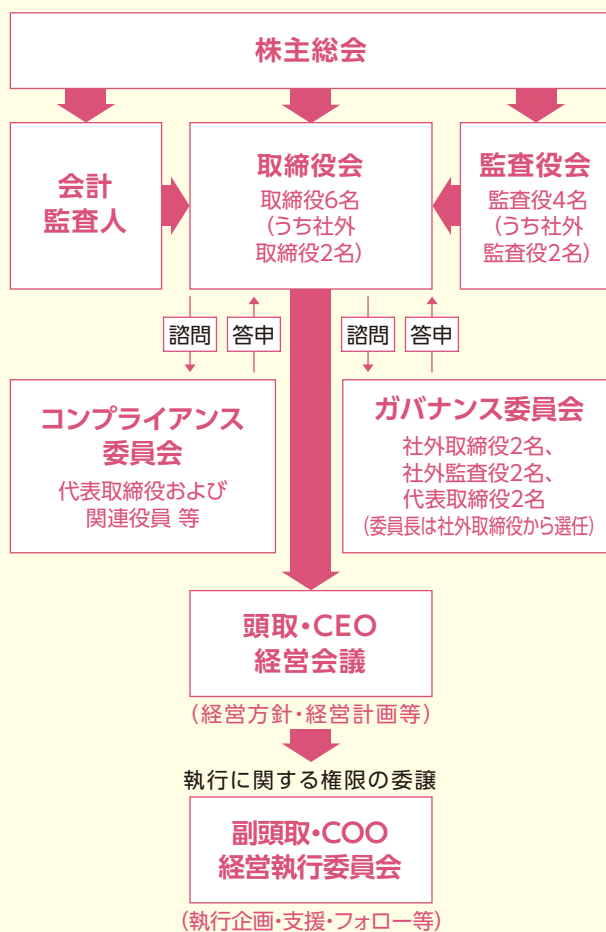 株主総会
会計
監査人
取締役会
取締役6名
(うち社外
取締役2名)
監査役会
監査役4名
(うち社外
監査役2名)
諮問
答申
諮問
答申
コンプライアンス
委員会
代表取締役および
関連役員 等
ガバナンス委員会
社外取締役2名、
社外監査役2名、
代表取締役2名
(委員長は社外取締役から選任)
頭取・CEO
経営会議
(経営方針・経営計画等)
執行に関する権限の委譲
副頭取・COO
経営執行委員会
(執行企画・支援・フォロー等)